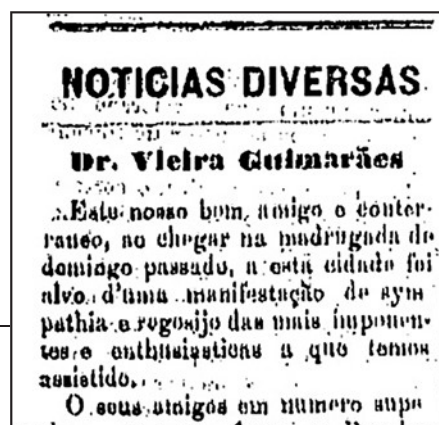 NOTICIAS DIVERSAS
Dr. Vieira Guimarães
Este nosso bom, amigo e conter-
raneo, ao chegar na madrugada de
domingo passado, a esta cidade foi
alvo d'uma manifestação de sym
pathia e regosijo das mais imponen-
tes e enthusiasticas a que temos
assistido.
O seus amigos em numero supe